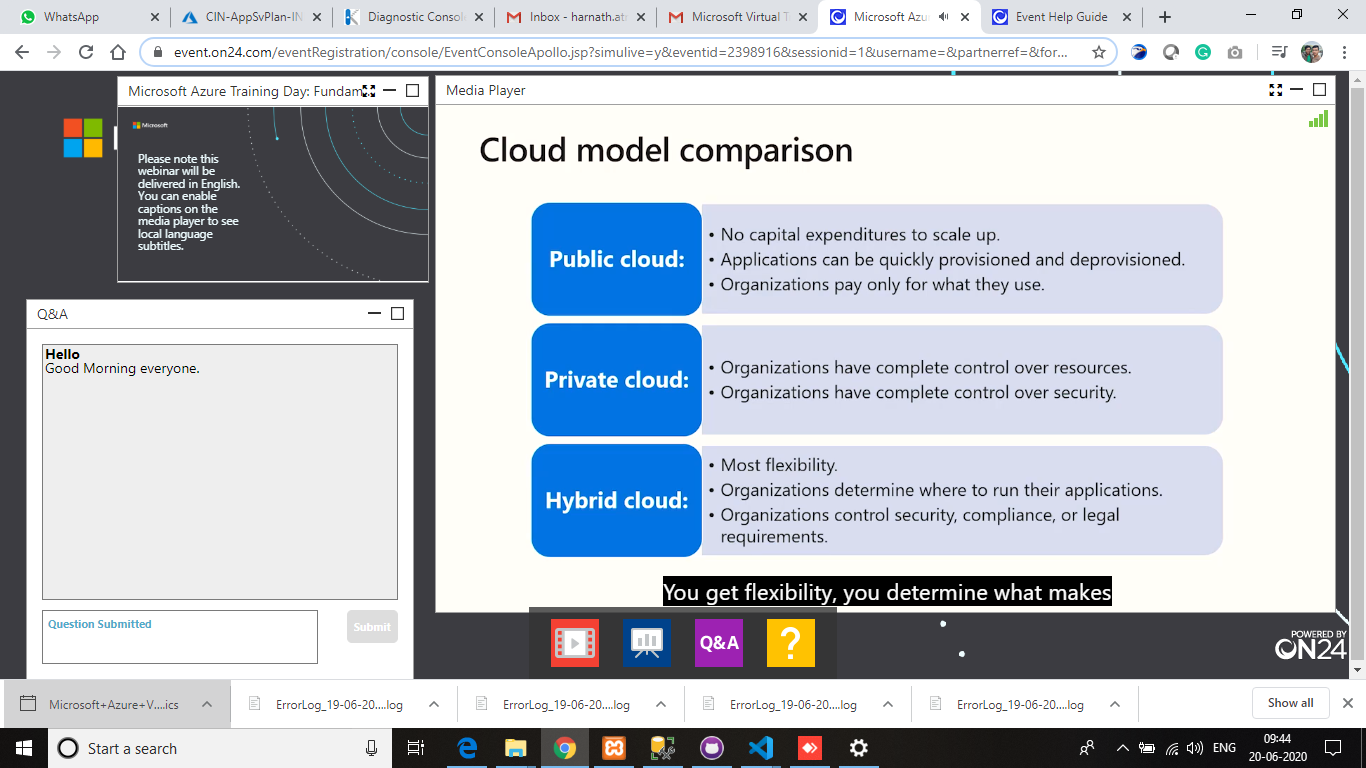 WhatsApp
CIN-AppSvPlan-IN
Diagnostic Consol
Inbox - harnath.at
Microsoft Virtual T
Microsoft Azu
Event Help Guide
event.on24.com/eventRegistration/console/EventConsoleApollo.jsp?simulive=y&eventid=2398916&sessionid=1&username=&partnerref=&for...
Microsoft Azure Training Day: Fundam
Microsoft
Please note this
webinar will be
delivered in English.
You can enable
captions on the
media player to see
local language
subtitles.
Q&A
Hello
Good Morning everyone.
Question Submitted
Submit
Media Player
Cloud model comparison
Public cloud:
• No capital expenditures to scale up.
• Applications can be quickly provisioned and deprovisioned.
• Organizations pay only for what they use.
Private cloud:
• Organizations have complete control over resources.
• Organizations have complete control over security.
Hybrid cloud:
• Most flexibility.
• Organizations determine where to run their applications.
• Organizations control security, compliance, or legal
requirements.
You get flexibility, you determine what makes
Q&A
?
POWERED BY
ON24
Microsoft+Azure+V....ics
ErrorLog_19-06-20....log
ErrorLog_19-06-20....log
ErrorLog_19-06-20....log
ErrorLog_19-06-20....log
Show all
Start a search
ENG
09:44
20-06-2020